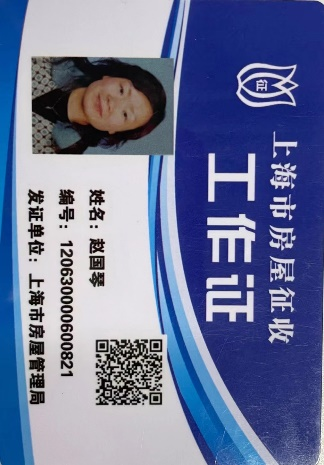 征
上海市房屋征收
工作证
姓名：赵国琴
编号：12063000600821
发证单位：上海市房屋管理局